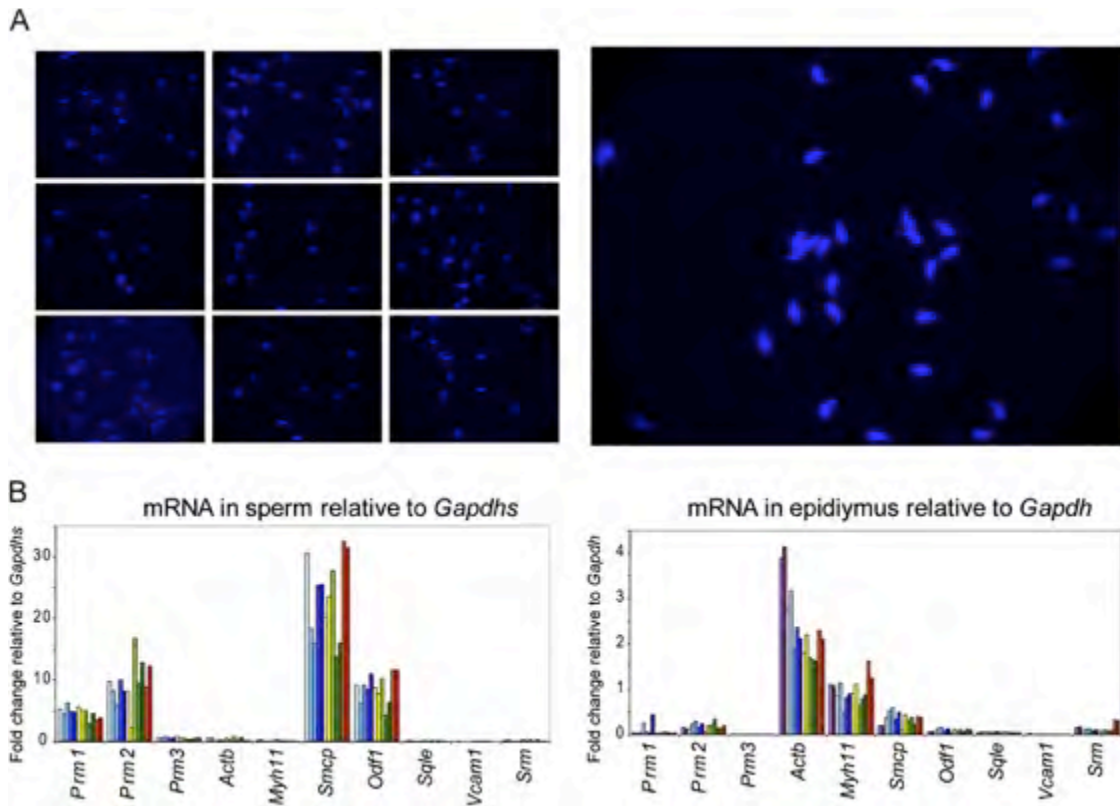 A
B
mRNA in sperm relative to Gapdhs
Fold change relative to Gapdhs
30
20
10
0
Prm1
Prm2
Prm3
Actb
Myh11
Smcp
Odf1
Sqle
Vcam1
Srm
mRNA in epidiymus relative to Gapdh
Fold change relative to Gapdh
4
3
2
1
0
Prm1
Prm2
Prm3
Actb
Myh11
Smcp
Odf1
Sqle
Vcam1
Srm